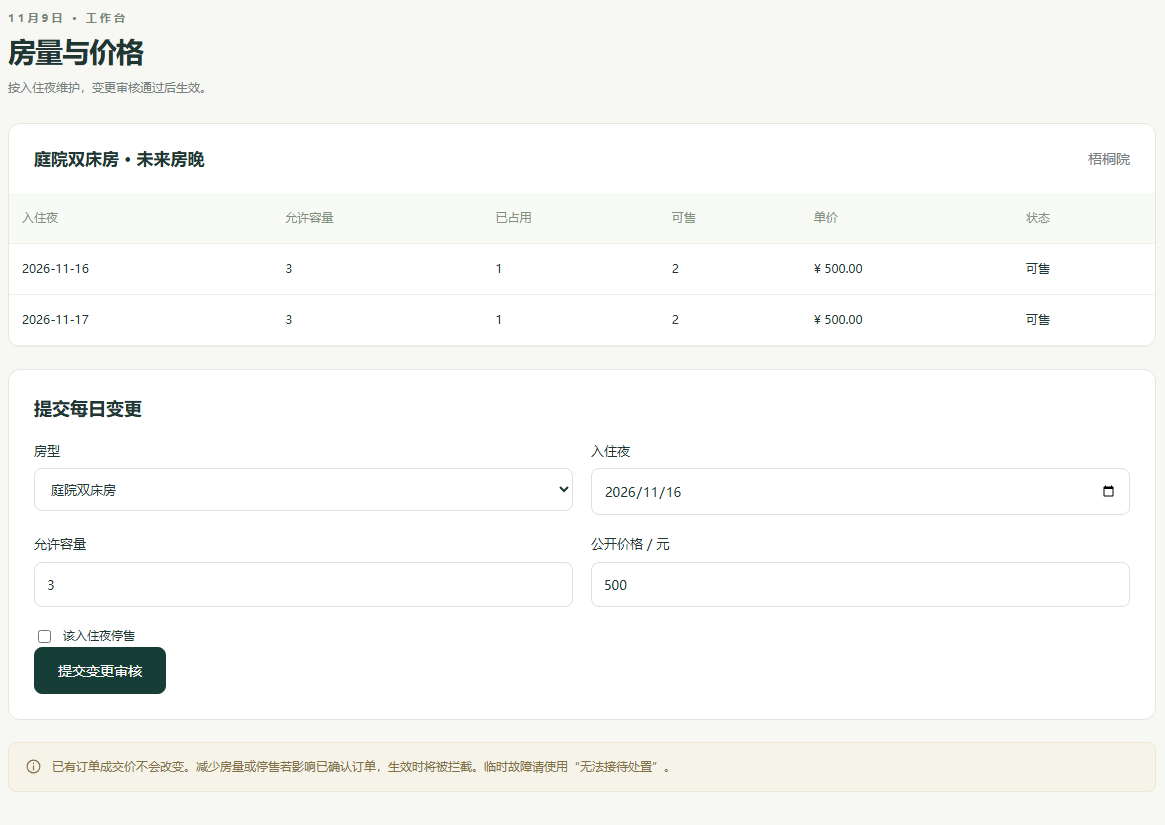 11月9日 • 工作台
房量与价格
按入住夜维护，变更审核通过后生效。
庭院双床房 • 未来房晚 梧桐院
入住夜 允许容量 已占用 可售 单价 状态
2026-11-16 3 1 2 ¥ 500.00 可售
2026-11-17 3 1 2 ¥ 500.00 可售
提交每日变更
房型 入住夜
庭院双床房 2026/11/16
允许容量 公开价格 / 元
3 500
该入住夜停售
提交变更审核
已有订单成交价不会改变。减少房量或停售若影响已确认订单，生效时将被拦截。临时故障请使用“无法接待处置”。